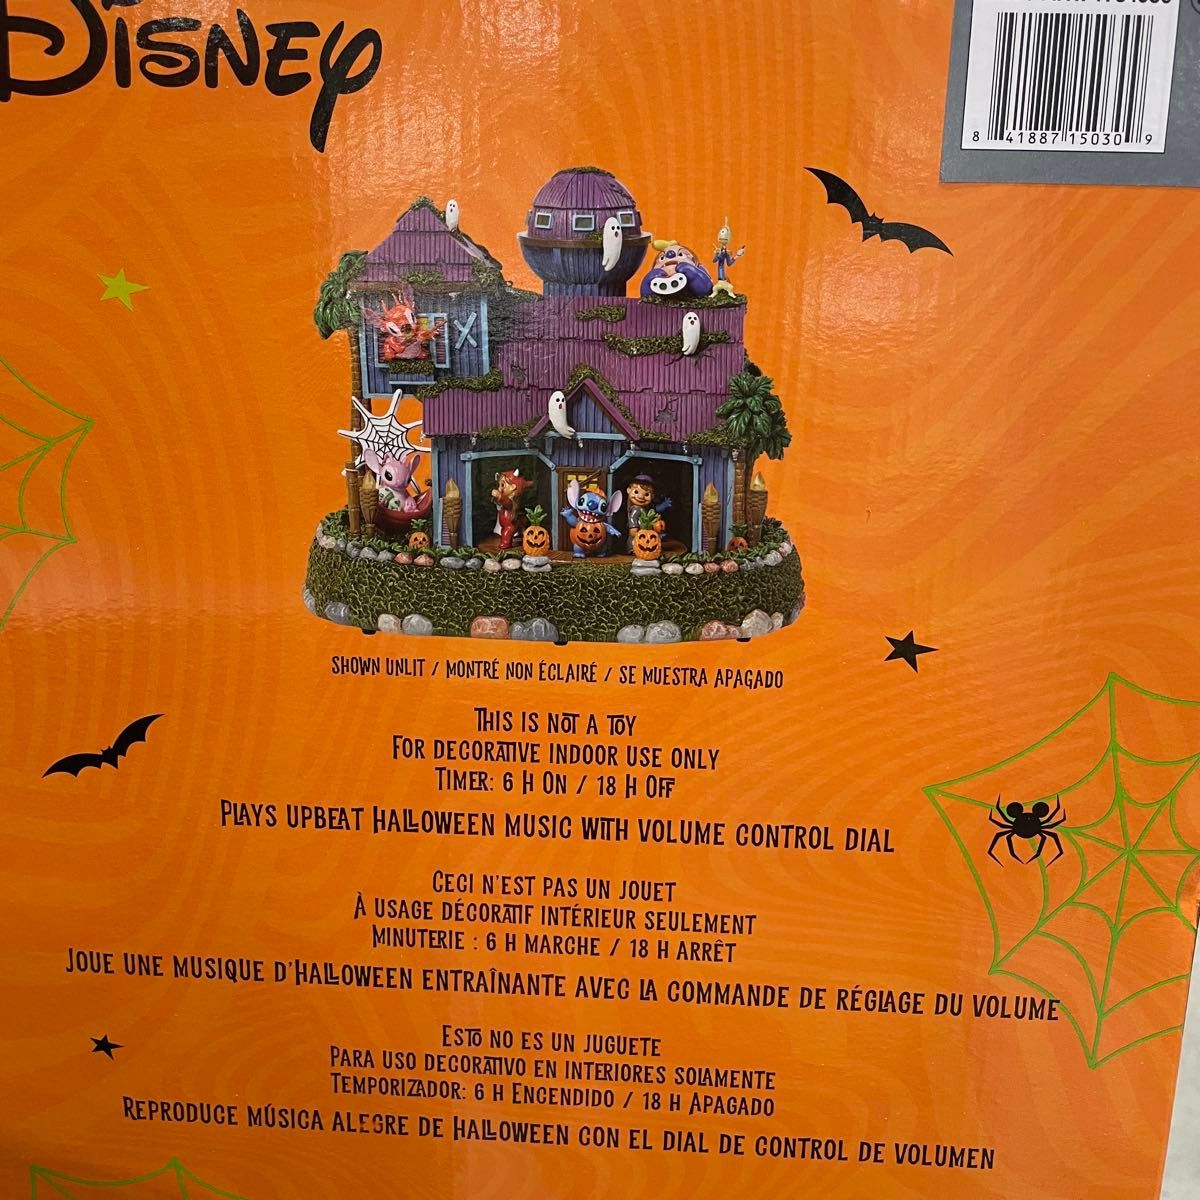 DISNEY
8 41887 15030 9
SHOWN UNLIT / MONTRÉ NON ÉCLAIRÉ / SE MUESTRA APAGADO
THIS IS NOT A TOY
FOR DECORATIVE INDOOR USE ONLY
TIMER: 6 H ON / 18 H OFF
PLAYS UPBEAT HALLOWEEN MUSIC WITH VOLUME CONTROL DIAL
CECI N'EST PAS UN JOUET
À USAGE DÉCORATIF INTÉRIEUR SEULEMENT
MINUTERIE : 6 H MARCHE / 18 H ARRÊT
JOUE UNE MUSIQUE D'HALLOWEEN ENTRAÎNANTE AVEC LA COMMANDE DE RÉGLAGE DU VOLUME
ESTO NO ES UN JUGUETE
PARA USO DECORATIVO EN INTERIORES SOLAMENTE
TEMPORIZADOR: 6 H ENCENDIDO / 18 H APAGADO
REPRODUCE MÚSICA ALEGRE DE HALLOWEEN CON EL DIAL DE CONTROL DE VOLUMEN